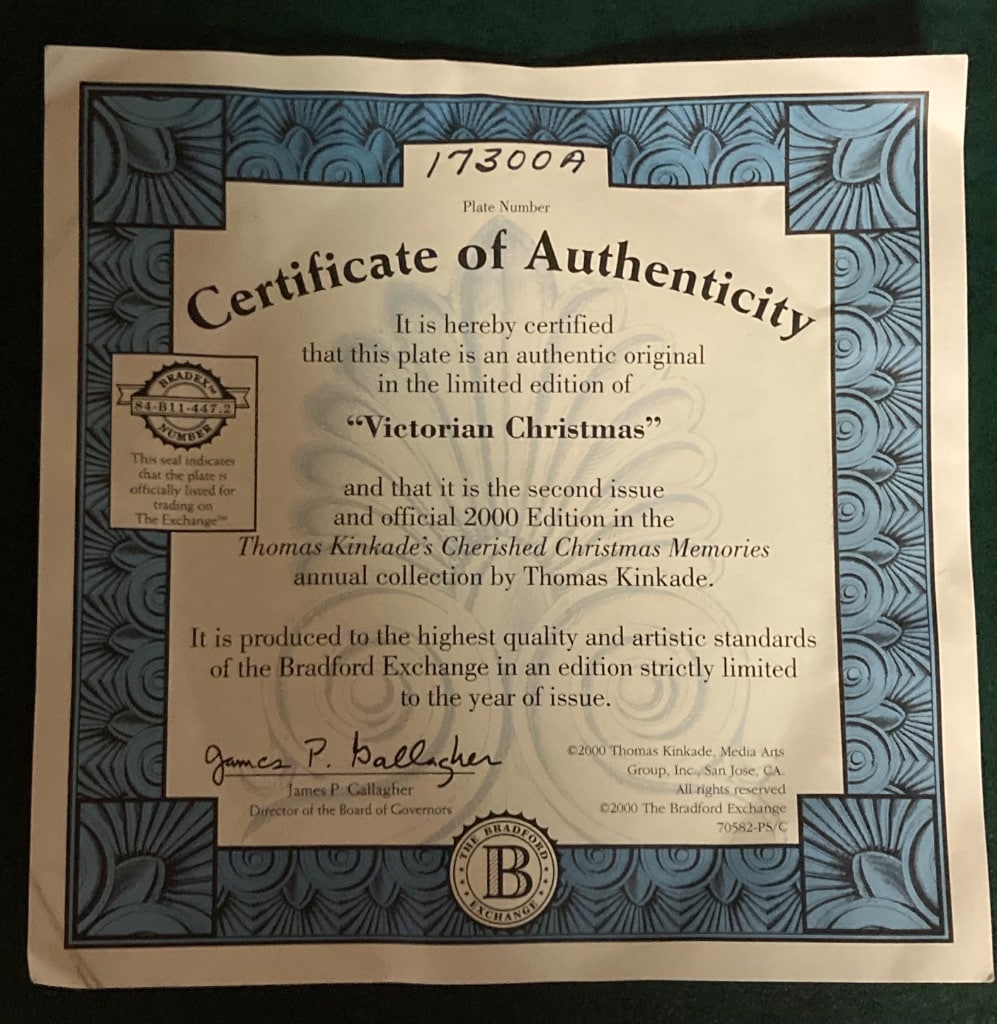 17300A
Plate Number
Certificate of Authenticity
It is hereby certified
that this plate is an authentic original
in the limited edition of
“Victorian Christmas”
and that it is the second issue
and official 2000 Edition in the
Thomas Kinkade's Cherished Christmas Memories
annual collection by Thomas Kinkade.
It is produced to the highest quality and artistic standards
of the Bradford Exchange in an edition strictly limited
to the year of issue.
BRADEX™
84-B11-447.2
NUMBER
This seal indicates
that the plate is
officially listed for
trading on
The Exchange℠
James P. Gallagher
James P. Gallagher
Director of the Board of Governors
©2000 Thomas Kinkade, Media Arts
Group, Inc., San Jose, CA.
All rights reserved
©2000 The Bradford Exchange
70582-PS/C
THE BRADFORD
B
EXCHANGE